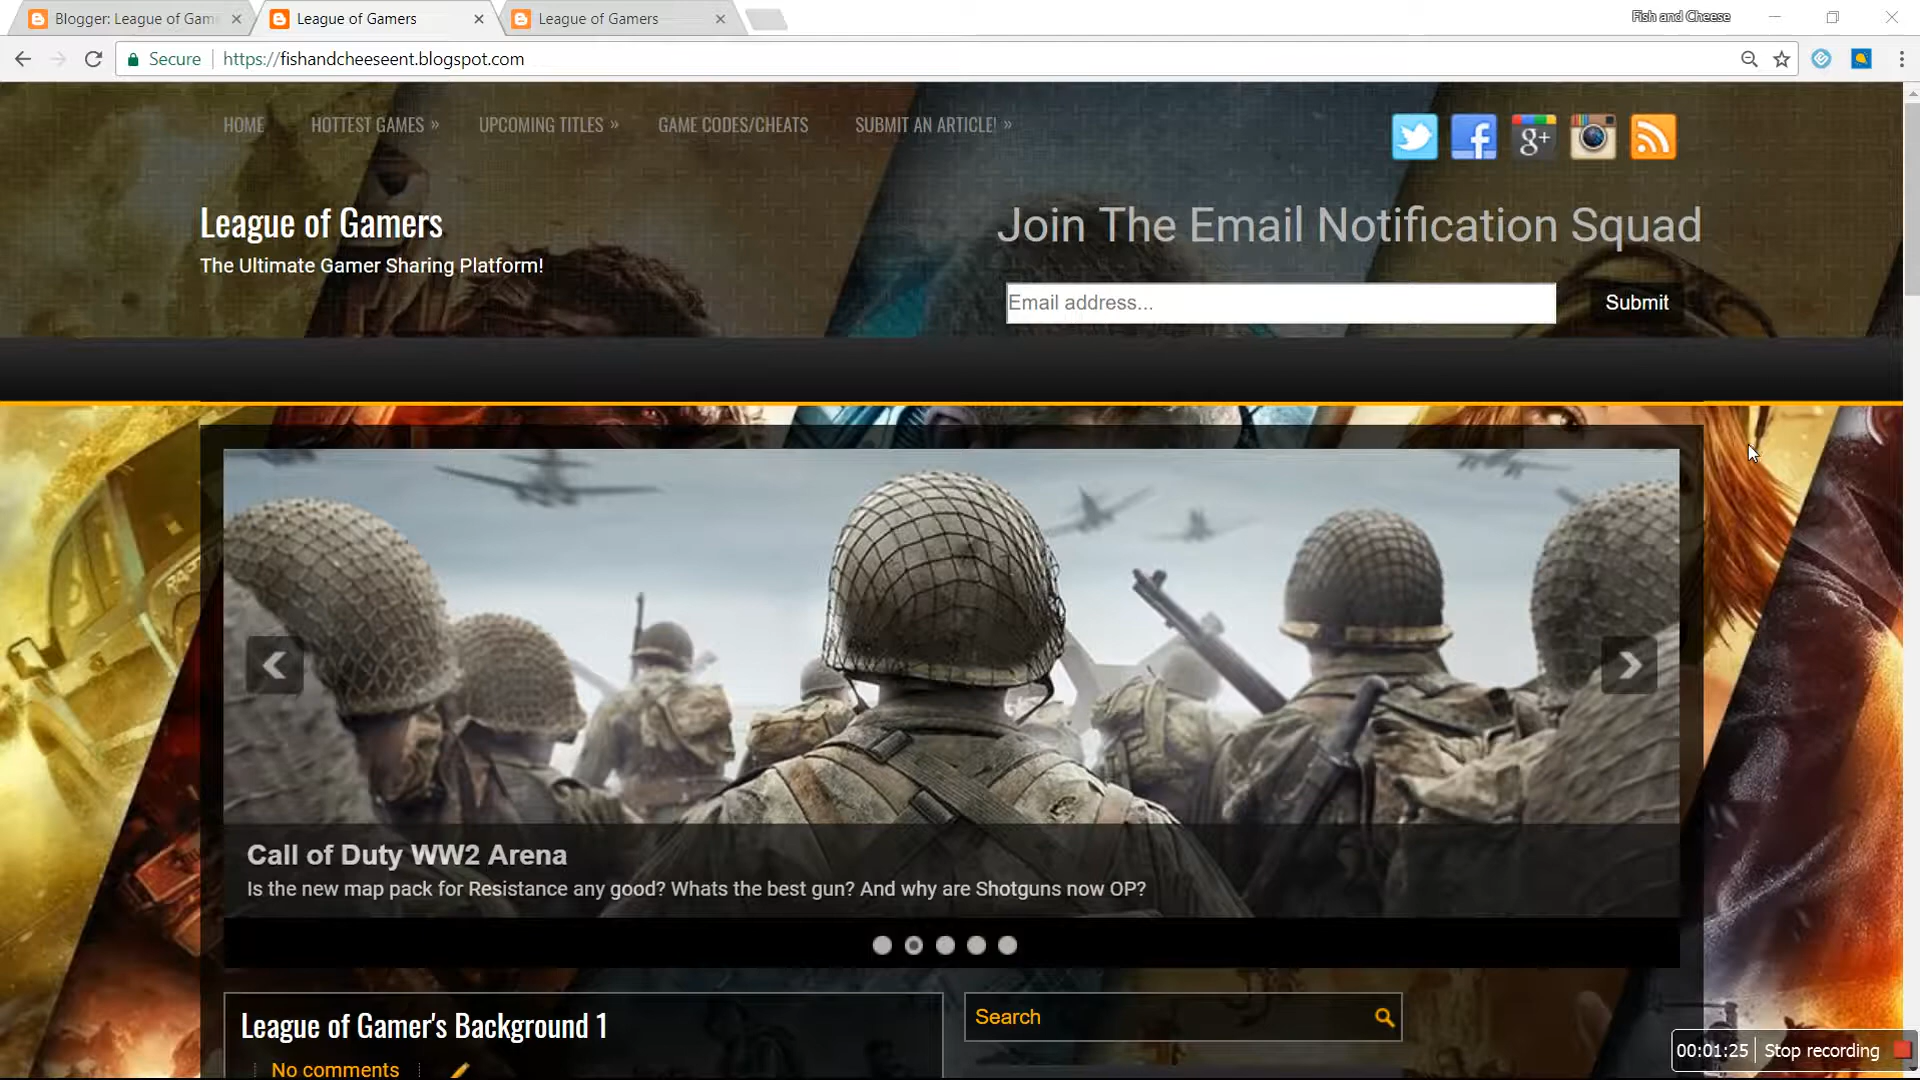 Blogger: League of Gam
League of Gamers
League of Gamers
Fish and Cheese
Secure
https://fishandcheeseent.blogspot.com
HOME
HOTTEST GAMES »
UPCOMING TITLES »
GAME CODES/CHEATS
SUBMIT AN ARTICLE! »
g+
League of Gamers
Join The Email Notification Squad
The Ultimate Gamer Sharing Platform!
Email address...
Submit
Call of Duty WW2 Arena
Is the new map pack for Resistance any good? Whats the best gun? And why are Shotguns now OP?
League of Gamer's Background 1
Search
No comments
00:01:25
Stop recording